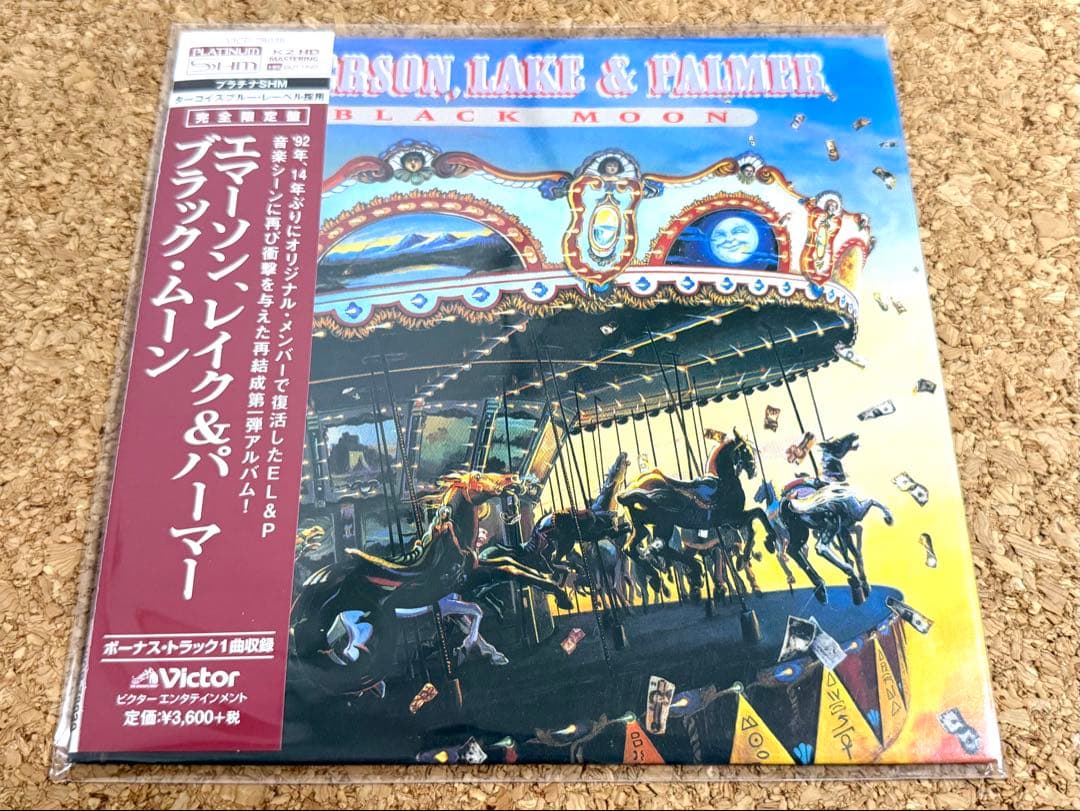 PLATINUM
SHM
K2 HD
MASTERING
プラチナSHM
ターコイズブルー・レーベル採用
完全限定盤
エマーソン、レイク&パーマー
ブラック・ムーン
'92年、14年ぶりにオリジナル・メンバーで復活したEL&P
音楽シーンに再び衝撃を与えた再結成第一弾アルバム!
ボーナス・トラック1曲収録
Victor
ビクターエンタテインメント
定価:¥3,600+税
ERSON, LAKE & PALMER
BLACK MOON